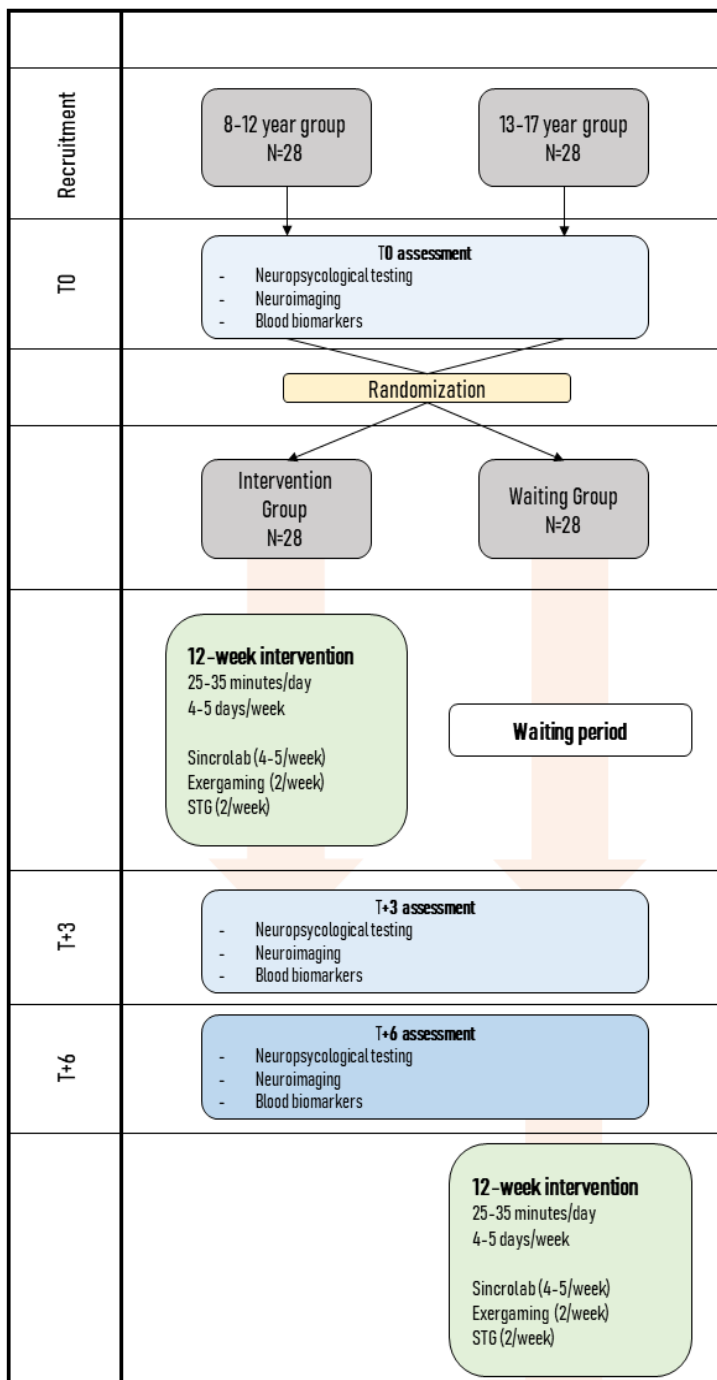 Recruitment
8-12 year group
N=28
13-17 year group
N=28
T0
T0 assessment
- Neuropsycological testing
- Neuroimaging
- Blood biomarkers
Randomization
Intervention
Group
N=28
Waiting Group
N=28
12-week intervention
25-35 minutes/day
4-5 days/week
Sincrolab (4-5/week)
Exergaming (2/week)
STG (2/week)
Waiting period
T+3
T+3 assessment
- Neuropsycological testing
- Neuroimaging
- Blood biomarkers
T+6
T+6 assessment
- Neuropsycological testing
- Neuroimaging
- Blood biomarkers
12-week intervention
25-35 minutes/day
4-5 days/week
Sincrolab (4-5/week)
Exergaming (2/week)
STG (2/week)